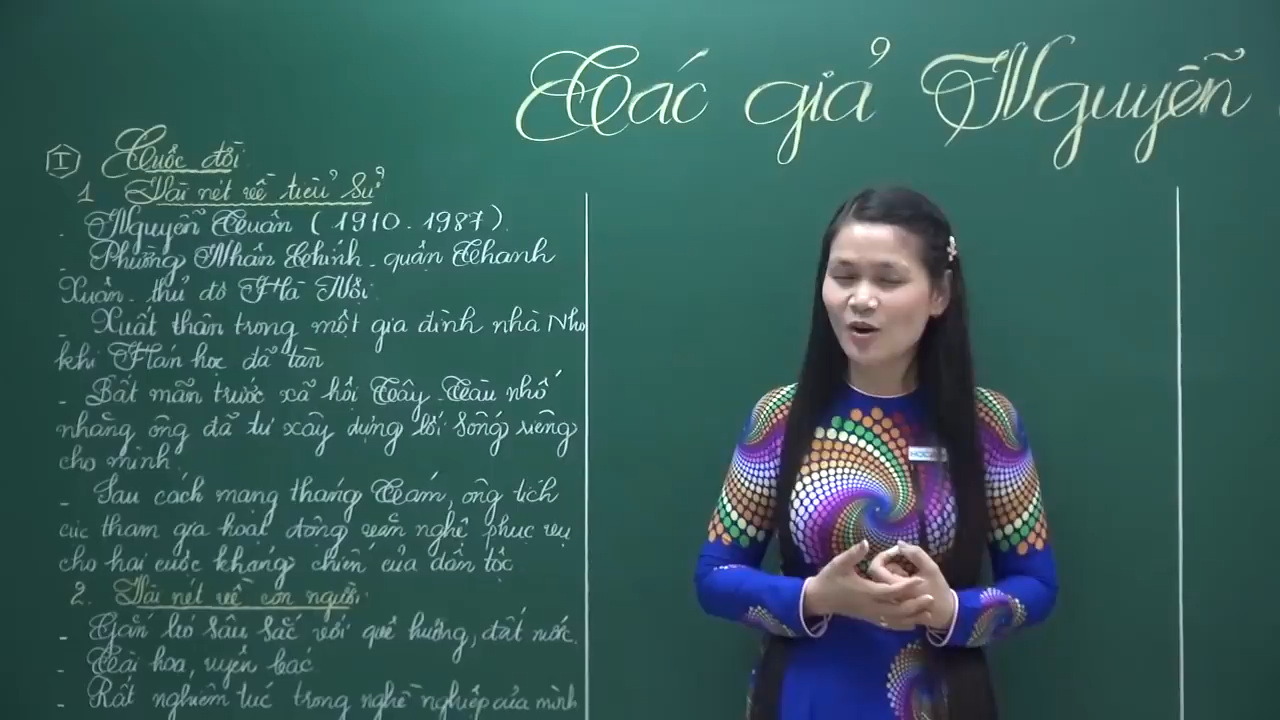 Tác giả Nguyễn
I Cuộc đời
1 Vài nét về tiểu sử
- Nguyễn Tuân (1910 - 1987)
- Phường Nhân Chính - quận Thanh
Xuân - thủ đô Hà Nội
- Xuất thân trong một gia đình nhà Nho
khi Hán học đã tàn
- Bất mãn trước xã hội Tây - Tàu nhố
nhăng ông đã tự xây dựng lối sống riêng
cho mình
- Sau cách mạng tháng Tám, ông tích
cực tham gia hoạt động văn nghệ phục vụ
cho hai cuộc kháng chiến của dân tộc
2. Vài nét về con người
- Gắn bó sâu sắc với quê hương, đất nước
- Tài hoa, uyên bác
- Rất nghiêm túc trong nghề nghiệp của mình